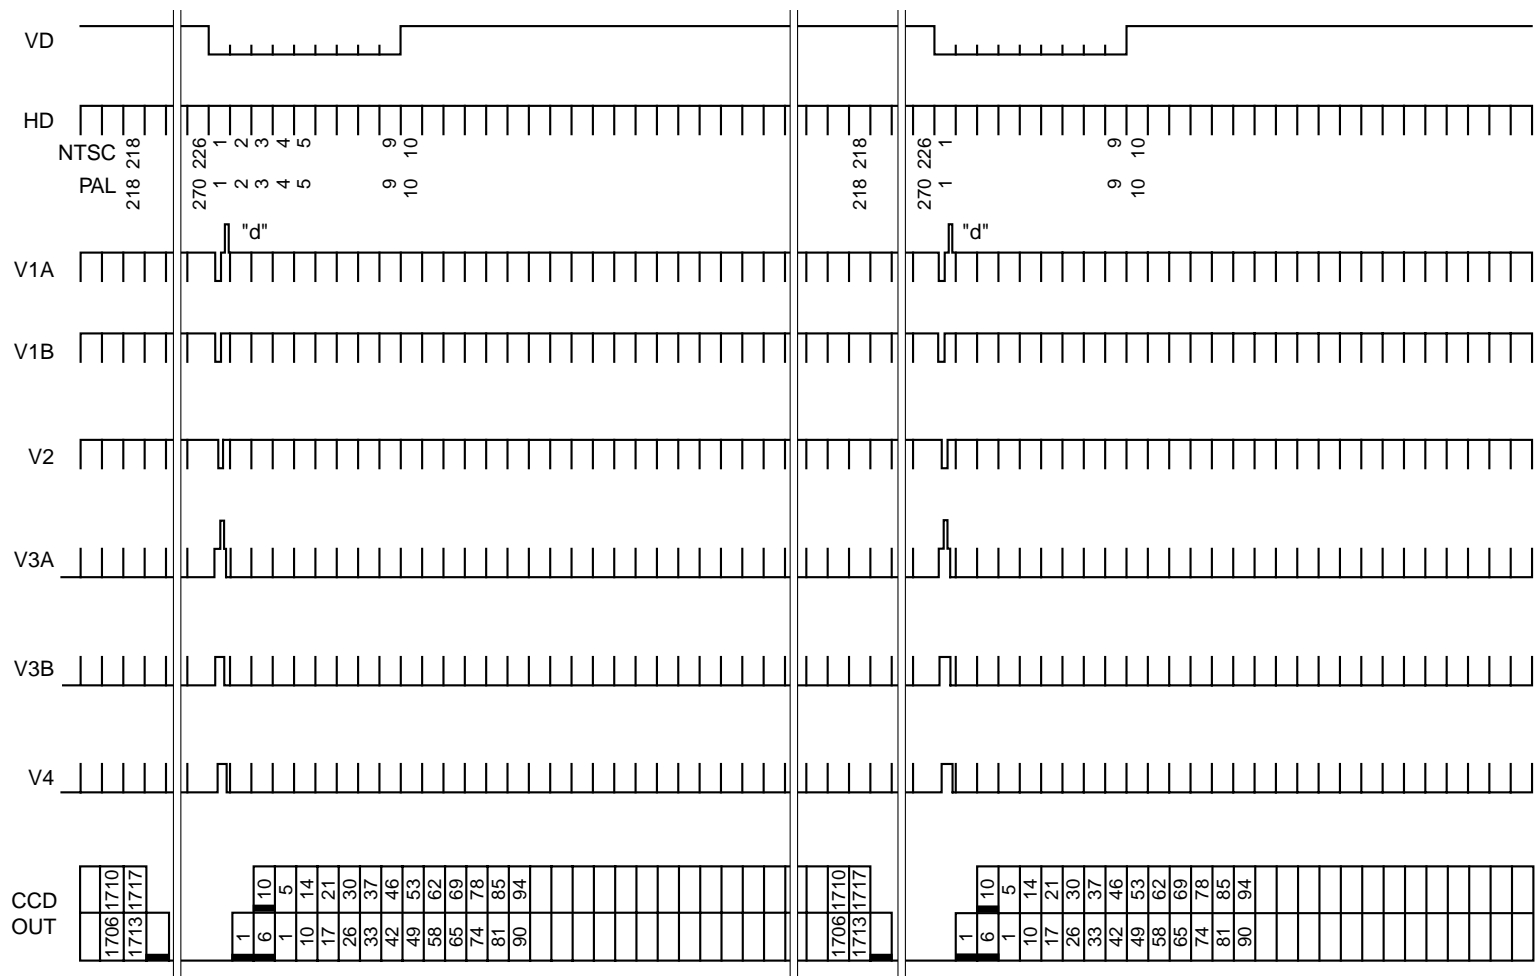 VD
HD
NTSC 218 226 1 2 3 4 5 9 10 218 226 1 9 10
PAL 218 270 1 2 3 4 5 9 10 218 270 1 9 10
"d" "d"
V1A
V1B
V2
V3A
V3B
V4
CCD
OUT
1710 1717 10 5 14 21 30 37 46 53 62 69 78 85 94 1710 1717 10 5 14 21 30 37 46 53 62 69 78 85 94
1706 1713 1 6 1 10 17 26 33 42 49 58 65 74 81 90 1706 1713 1 6 1 10 17 26 33 42 49 58 65 74 81 90